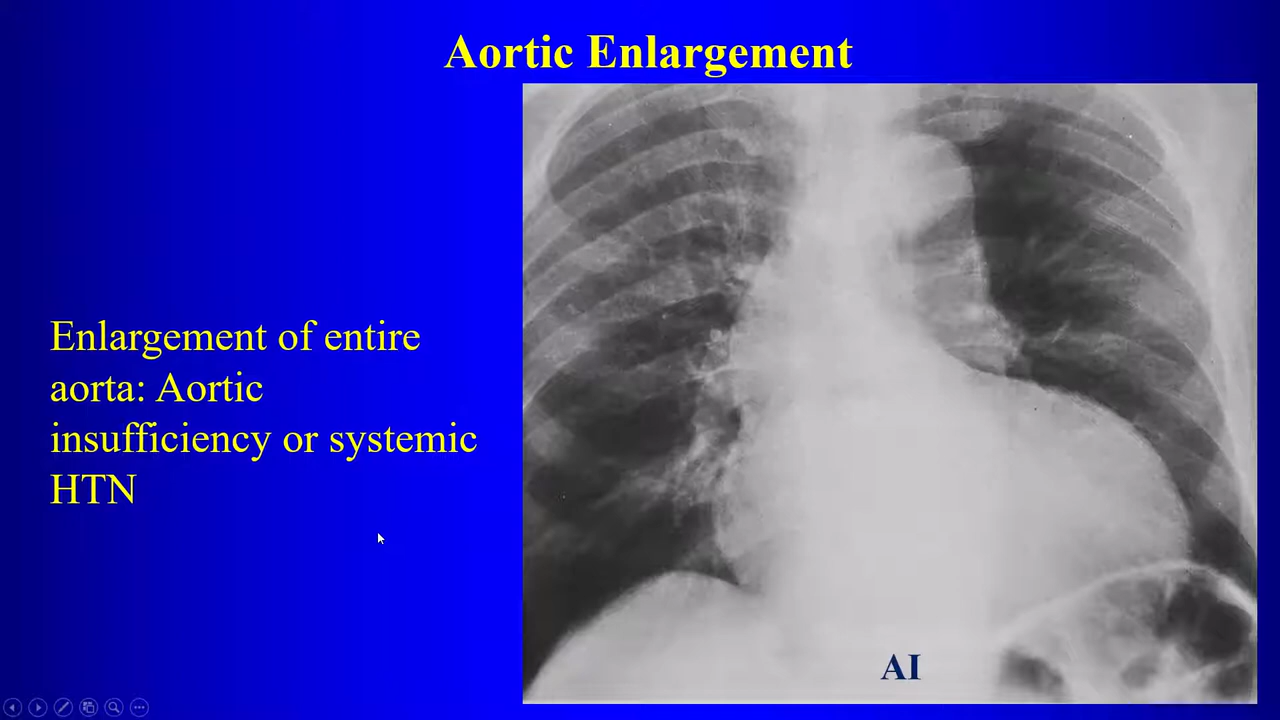 Aortic Enlargement
Enlargement of entire
aorta: Aortic
insufficiency or systemic
HTN
AI